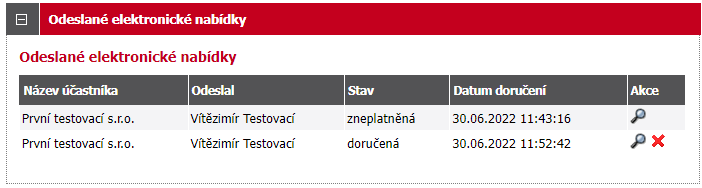 Odeslané elektronické nabídky
Odeslané elektronické nabídky
Název účastníka Odeslal Stav Datum doručení Akce
První testovací s.r.o. Vítězimír Testovací zneplatněná 30.06.2022 11:43:16
První testovací s.r.o. Vítězimír Testovací doručená 30.06.2022 11:52:42